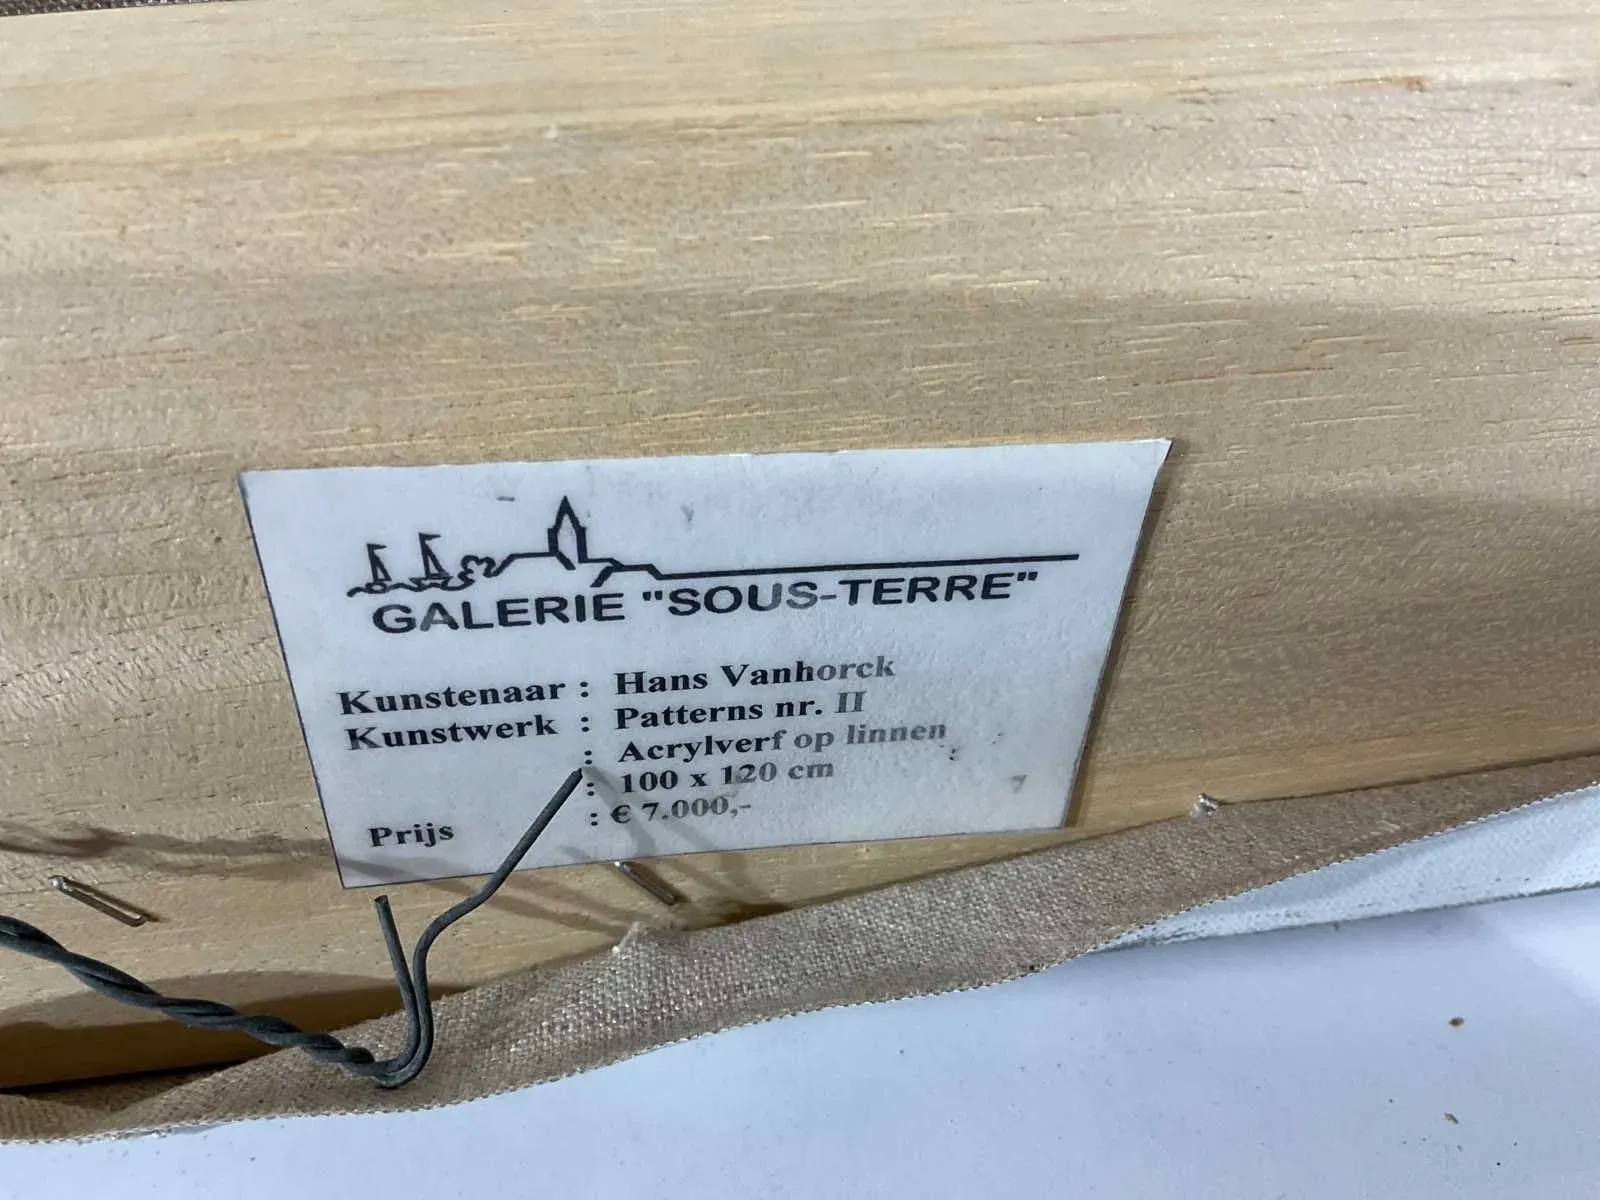 GALERIE "SOUS-TERRE"
Kunstenaar : Hans Vanhorck
Kunstwerk : Patterns nr. II
: Acrylverf op linnen
: 100 x 120 cm
Prijs : € 7.000,-